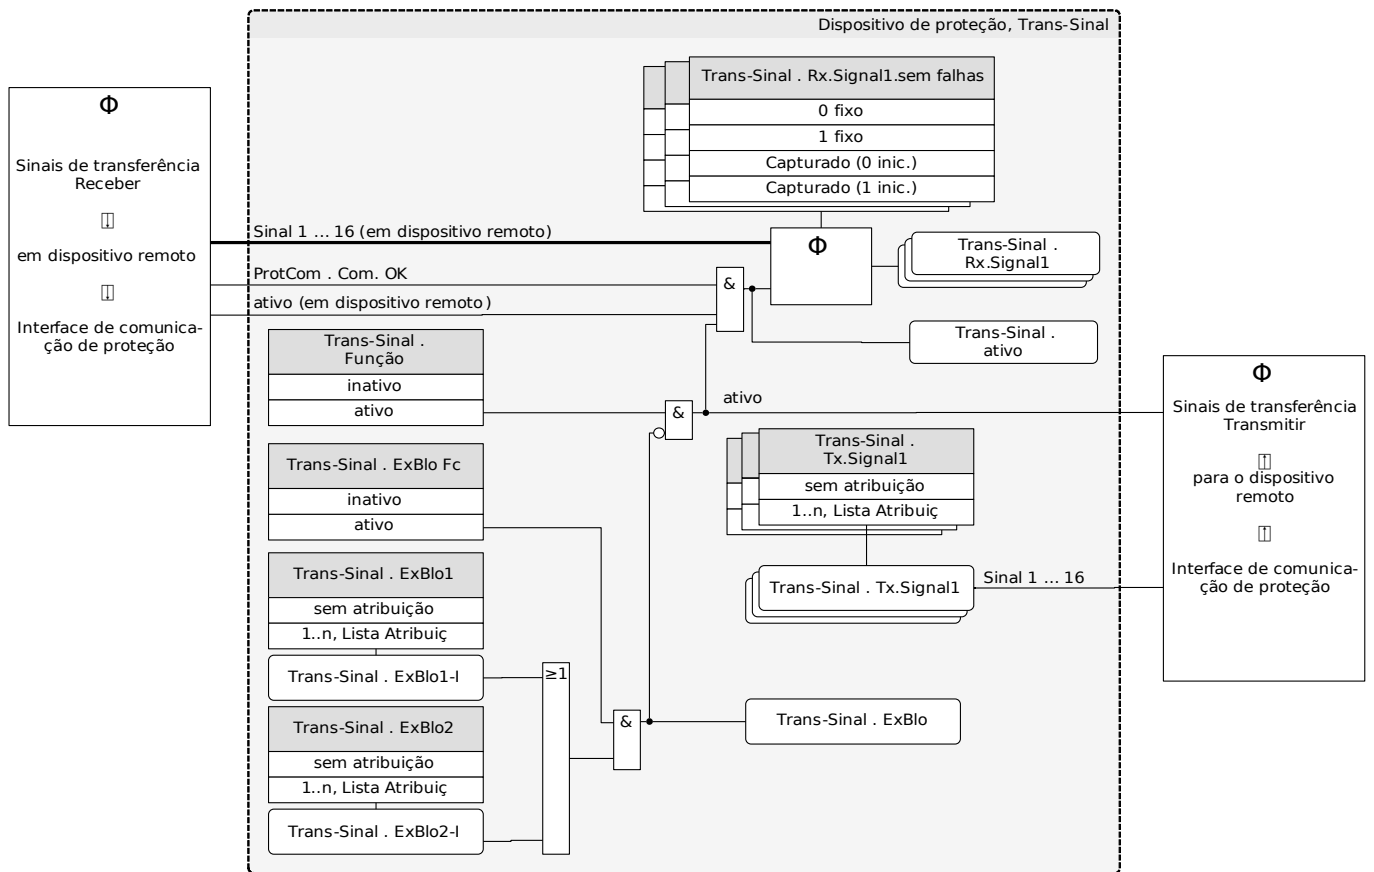 Dispositivo de proteção, Trans-Sinal
Φ
Sinais de transferência
Receber
em dispositivo remoto
Interface de comunica-
ção de proteção
Trans-Sinal . Rx.Signal1.sem falhas
0 fixo
1 fixo
Capturado (0 inic.)
Capturado (1 inic.)
Sinal 1 ... 16 (em dispositivo remoto)
ProtCom . Com. OK
ativo (em dispositivo remoto)
&
Φ
Trans-Sinal .
Rx.Signal1
Trans-Sinal .
ativo
Trans-Sinal .
Função
inativo
ativo
&
ativo
Trans-Sinal . ExBlo Fc
inativo
ativo
Trans-Sinal .
Tx.Signal1
sem atribuição
1..n, Lista Atribuiç
Trans-Sinal . Tx.Signal1
Sinal 1 ... 16
Φ
Sinais de transferência
Transmitir
para o dispositivo
remoto
Interface de comunica-
ção de proteção
Trans-Sinal . ExBlo1
sem atribuição
1..n, Lista Atribuiç
Trans-Sinal . ExBlo1-I
≥1
Trans-Sinal . ExBlo2
sem atribuição
1..n, Lista Atribuiç
Trans-Sinal . ExBlo2-I
&
Trans-Sinal . ExBlo